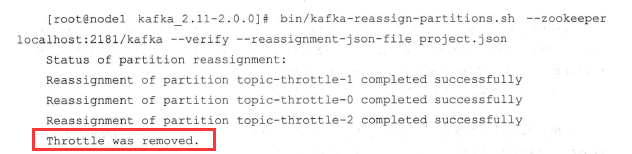 [root@node1 kafka_2.11-2.0.0]# bin/kafka-reassign-partitions.sh --zookeeper
localhost:2181/kafka --verify --reassignment-json-file project.json
Status of partition reassignment:
Reassignment of partition topic-throttle-1 completed successfully
Reassignment of partition topic-throttle-0 completed successfully
Reassignment of partition topic-throttle-2 completed successfully
Throttle was removed.